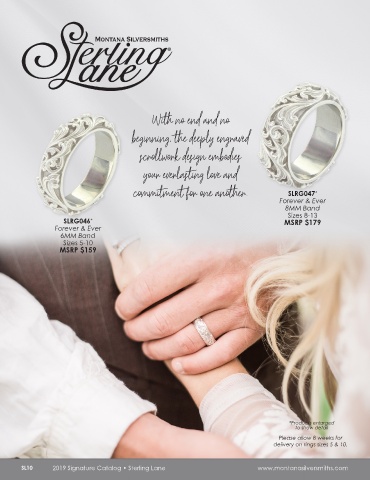 MONTANA SILVERSMITHS
Sterling
Lane®
With no end and no
beginning, the deeply engraved
scrollwork design embodies
your everlasting love and
commitment for one another.
SLRG046*
Forever & Ever
6MM Band
Sizes 5-10
MSRP $159
SLRG047*
Forever & Ever
8MM Band
Sizes 8-13
MSRP $179
*Products enlarged
to show detail
Please allow 8 weeks for
delivery on rings sizes 5 & 10.
SL10 2019 Signature Catalog • Sterling Lane www.montanasilversmiths.com